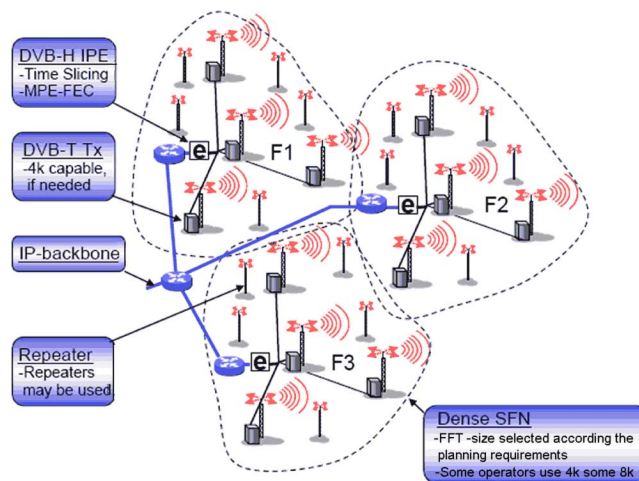 DVB-H IPE
-Time Slicing
-MPE-FEC
DVB-T Tx
-4k capable,
if needed
IP-backbone
Repeater
-Repeaters
may be used
e
F1
e
F2
e
F3
Dense SFN
-FFT -size selected according the
planning requirements
-Some operators use 4k some 8k